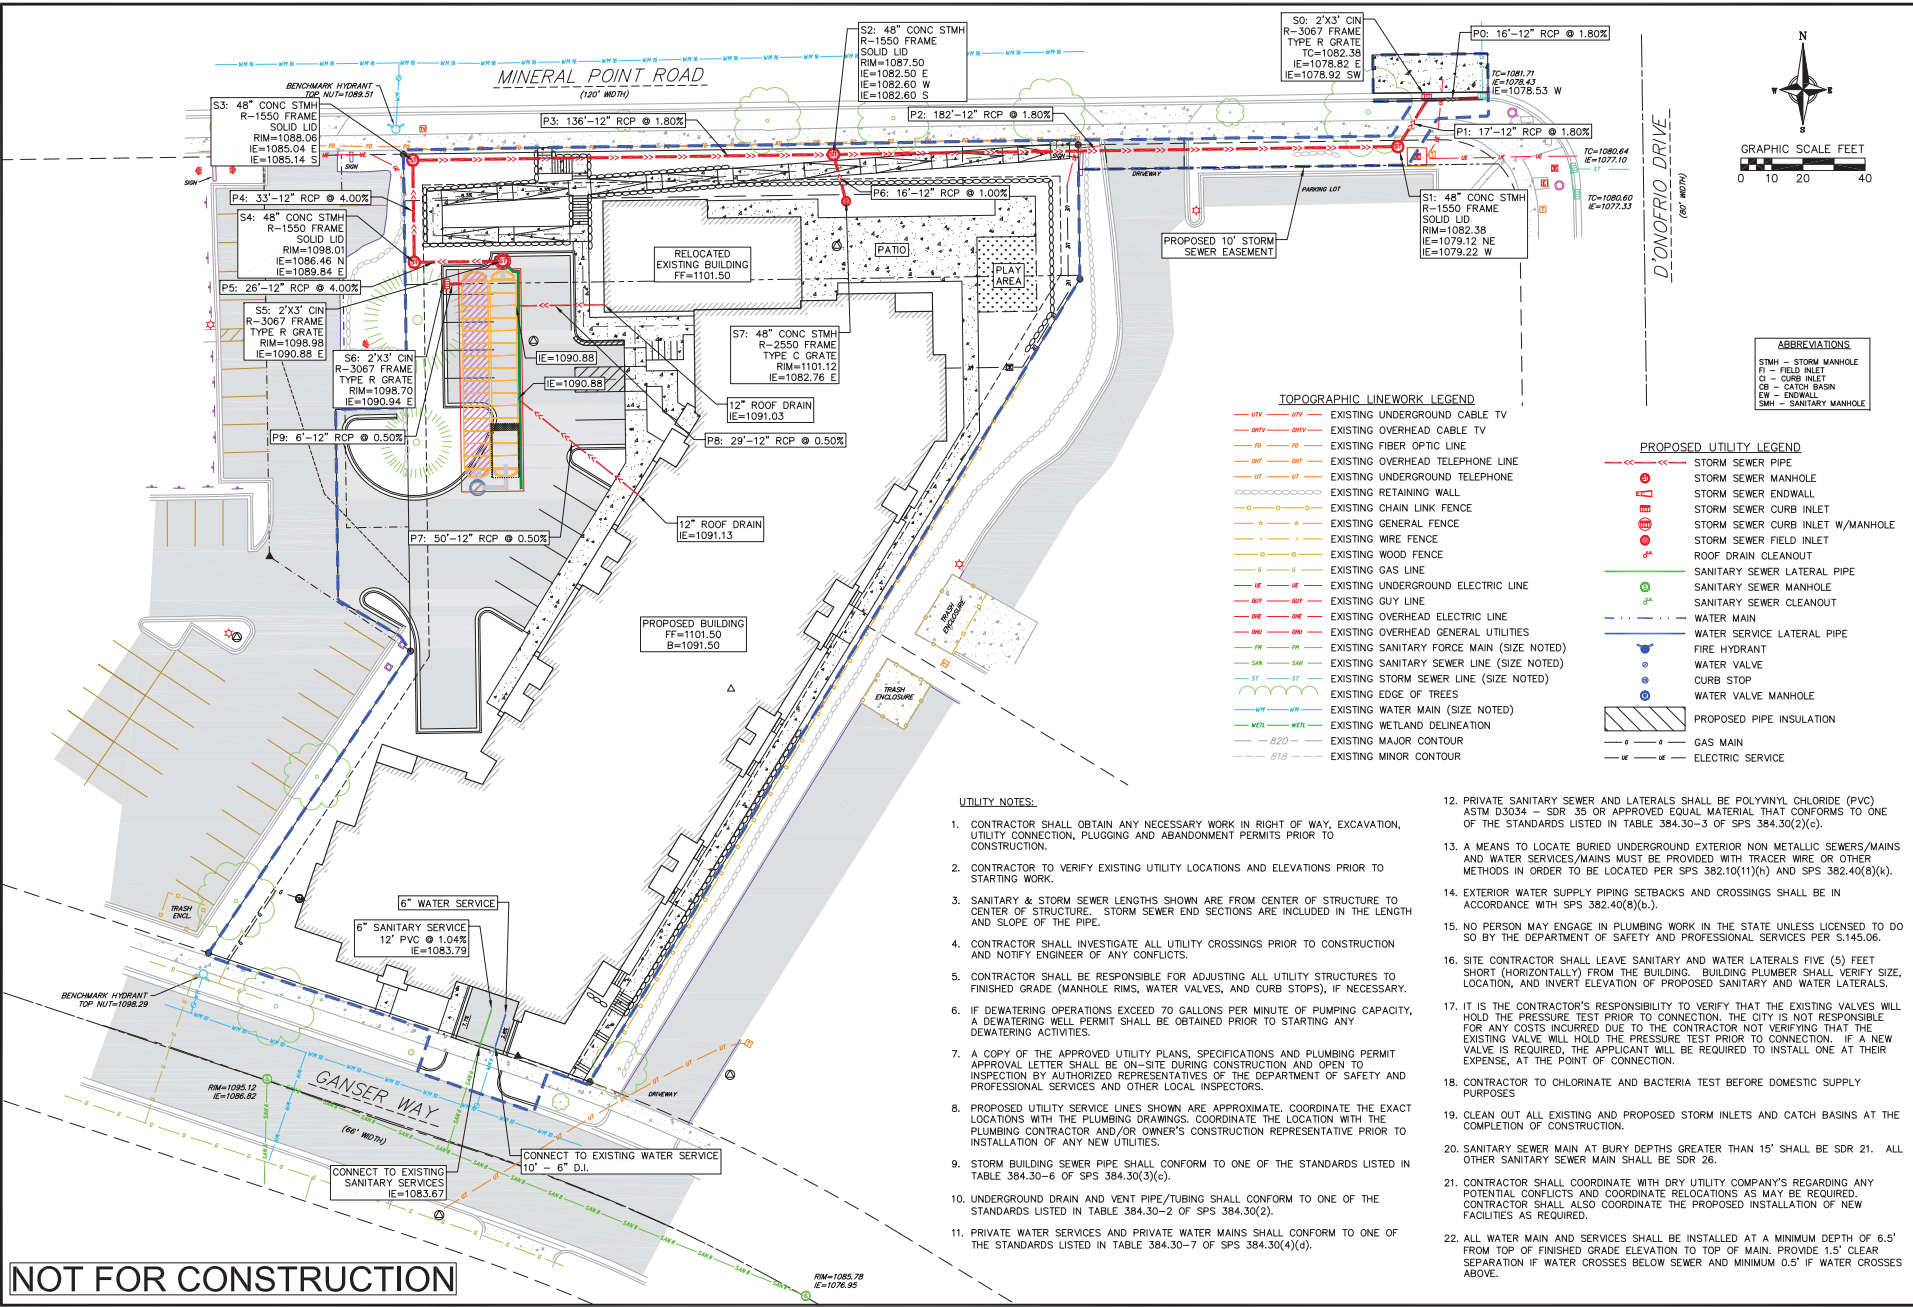 MINERAL POINT ROAD
(120' WIDTH)
BENCHMARK HYDRANT
TOP NUT=1089.51
S3: 48" CONC STMH
R-1550 FRAME
SOLID LID
RIM=1088.06
IE=1085.04 E
IE=1085.14 S
P3: 136'-12" RCP @ 1.80%
S2: 48" CONC STMH
R-1550 FRAME
SOLID LID
RIM=1087.50
IE=1082.50 E
IE=1082.60 W
IE=1082.60 S
P2: 182'-12" RCP @ 1.80%
S0: 2'X3' CIN
R-3067 FRAME
TYPE R GRATE
TC=1082.38
IE=1078.82 E
IE=1078.92 SW
P0: 16'-12" RCP @ 1.80%
TC=1081.71
IE=1078.43
IE=1078.53 W
P1: 17'-12" RCP @ 1.80%
TC=1080.64
IE=1077.10
TC=1080.60
IE=1077.33
D'ONOFRIO DRIVE
(80' WIDTH)
N
W
E
S
GRAPHIC SCALE FEET
0 10 20 40
SIGN
SIGN
SIGN
DRIVEWAY
PARKING LOT
P4: 33'-12" RCP @ 4.00%
S4: 48" CONC STMH
R-1550 FRAME
SOLID LID
RIM=1098.01
IE=1086.46 N
IE=1089.84 E
P5: 26'-12" RCP @ 4.00%
S5: 2'X3' CIN
R-3067 FRAME
TYPE R GRATE
RIM=1098.98
IE=1090.88 E
S6: 2'X3' CIN
R-3067 FRAME
TYPE R GRATE
RIM=1098.70
IE=1090.94 E
P9: 6'-12" RCP @ 0.50%
P7: 50'-12" RCP @ 0.50%
RELOCATED
EXISTING BUILDING
FF=1101.50
P6: 16'-12" RCP @ 1.00%
PATIO
PLAY
AREA
PROPOSED 10' STORM
SEWER EASEMENT
S1: 48" CONC STMH
R-1550 FRAME
SOLID LID
RIM=1082.38
IE=1079.12 NE
IE=1079.22 W
S7: 48" CONC STMH
R-2550 FRAME
TYPE C GRATE
RIM=1101.12
IE=1082.76 E
IE=1090.88
IE=1090.88
12" ROOF DRAIN
IE=1091.03
P8: 29'-12" RCP @ 0.50%
12" ROOF DRAIN
IE=1091.13
PROPOSED BUILDING
FF=1101.50
B=1091.50
TRASH
ENCLOSURE
TRASH
ENCLOSURE
TRASH
ENCL.
6" WATER SERVICE
6" SANITARY SERVICE
12' PVC @ 1.04%
IE=1083.79
BENCHMARK HYDRANT
TOP NUT=1098.29
RIM=1095.12
IE=1086.82
GANSER WAY
(66' WIDTH)
DRIVEWAY
CONNECT TO EXISTING
SANITARY SERVICES
IE=1083.67
CONNECT TO EXISTING WATER SERVICE
10' - 6" D.I.
RIM=1085.78
IE=1076.95
NOT FOR CONSTRUCTION
ABBREVIATIONS
STMH - STORM MANHOLE
FI - FIELD INLET
CI - CURB INLET
CB - CATCH BASIN
EW - ENDWALL
SMH - SANITARY MANHOLE
TOPOGRAPHIC LINEWORK LEGEND
UTV UTV EXISTING UNDERGROUND CABLE TV
OHTV OHTV EXISTING OVERHEAD CABLE TV
FO FO EXISTING FIBER OPTIC LINE
OHT OHT EXISTING OVERHEAD TELEPHONE LINE
UT UT EXISTING UNDERGROUND TELEPHONE
EXISTING RETAINING WALL
EXISTING CHAIN LINK FENCE
EXISTING GENERAL FENCE
EXISTING WIRE FENCE
EXISTING WOOD FENCE
G G EXISTING GAS LINE
UE UE EXISTING UNDERGROUND ELECTRIC LINE
GUY GUY EXISTING GUY LINE
OHE OHE EXISTING OVERHEAD ELECTRIC LINE
OHU OHU EXISTING OVERHEAD GENERAL UTILITIES
FM FM EXISTING SANITARY FORCE MAIN (SIZE NOTED)
SAN SAN EXISTING SANITARY SEWER LINE (SIZE NOTED)
ST ST EXISTING STORM SEWER LINE (SIZE NOTED)
EXISTING EDGE OF TREES
WM WM EXISTING WATER MAIN (SIZE NOTED)
WETL WETL EXISTING WETLAND DELINEATION
820 EXISTING MAJOR CONTOUR
818 EXISTING MINOR CONTOUR
PROPOSED UTILITY LEGEND
STORM SEWER PIPE
STORM SEWER MANHOLE
STORM SEWER ENDWALL
STORM SEWER CURB INLET
STORM SEWER CURB INLET W/MANHOLE
STORM SEWER FIELD INLET
ROOF DRAIN CLEANOUT
SANITARY SEWER LATERAL PIPE
SANITARY SEWER MANHOLE
SANITARY SEWER CLEANOUT
WATER MAIN
WATER SERVICE LATERAL PIPE
FIRE HYDRANT
WATER VALVE
CURB STOP
WATER VALVE MANHOLE
PROPOSED PIPE INSULATION
G G GAS MAIN
UE UE ELECTRIC SERVICE
UTILITY NOTES:
1. CONTRACTOR SHALL OBTAIN ANY NECESSARY WORK IN RIGHT OF WAY, EXCAVATION,
UTILITY CONNECTION, PLUGGING AND ABANDONMENT PERMITS PRIOR TO
CONSTRUCTION.
2. CONTRACTOR TO VERIFY EXISTING UTILITY LOCATIONS AND ELEVATIONS PRIOR TO
STARTING WORK.
3. SANITARY & STORM SEWER LENGTHS SHOWN ARE FROM CENTER OF STRUCTURE TO
CENTER OF STRUCTURE. STORM SEWER END SECTIONS ARE INCLUDED IN THE LENGTH
AND SLOPE OF THE PIPE.
4. CONTRACTOR SHALL INVESTIGATE ALL UTILITY CROSSINGS PRIOR TO CONSTRUCTION
AND NOTIFY ENGINEER OF ANY CONFLICTS.
5. CONTRACTOR SHALL BE RESPONSIBLE FOR ADJUSTING ALL UTILITY STRUCTURES TO
FINISHED GRADE (MANHOLE RIMS, WATER VALVES, AND CURB STOPS), IF NECESSARY.
6. IF DEWATERING OPERATIONS EXCEED 70 GALLONS PER MINUTE OF PUMPING CAPACITY,
A DEWATERING WELL PERMIT SHALL BE OBTAINED PRIOR TO STARTING ANY
DEWATERING ACTIVITIES.
7. A COPY OF THE APPROVED UTILITY PLANS, SPECIFICATIONS AND PLUMBING PERMIT
APPROVAL LETTER SHALL BE ON-SITE DURING CONSTRUCTION AND OPEN TO
INSPECTION BY AUTHORIZED REPRESENTATIVES OF THE DEPARTMENT OF SAFETY AND
PROFESSIONAL SERVICES AND OTHER LOCAL INSPECTORS.
8. PROPOSED UTILITY SERVICE LINES SHOWN ARE APPROXIMATE. COORDINATE THE EXACT
LOCATIONS WITH THE PLUMBING DRAWINGS. COORDINATE THE LOCATION WITH THE
PLUMBING CONTRACTOR AND/OR OWNER'S CONSTRUCTION REPRESENTATIVE PRIOR TO
INSTALLATION OF ANY NEW UTILITIES.
9. STORM BUILDING SEWER PIPE SHALL CONFORM TO ONE OF THE STANDARDS LISTED IN
TABLE 384.30-6 OF SPS 384.30(3)(c).
10. UNDERGROUND DRAIN AND VENT PIPE/TUBING SHALL CONFORM TO ONE OF THE
STANDARDS LISTED IN TABLE 384.30-2 OF SPS 384.30(2).
11. PRIVATE WATER SERVICES AND PRIVATE WATER MAINS SHALL CONFORM TO ONE OF
THE STANDARDS LISTED IN TABLE 384.30-7 OF SPS 384.30(4)(d).
12. PRIVATE SANITARY SEWER AND LATERALS SHALL BE POLYVINYL CHLORIDE (PVC)
ASTM D3034 - SDR 35 OR APPROVED EQUAL MATERIAL THAT CONFORMS TO ONE
OF THE STANDARDS LISTED IN TABLE 384.30-3 OF SPS 384.30(2)(c).
13. A MEANS TO LOCATE BURIED UNDERGROUND EXTERIOR NON METALLIC SEWERS/MAINS
AND WATER SERVICES/MAINS MUST BE PROVIDED WITH TRACER WIRE OR OTHER
METHODS IN ORDER TO BE LOCATED PER SPS 382.10(11)(h) AND SPS 382.40(8)(k).
14. EXTERIOR WATER SUPPLY PIPING SETBACKS AND CROSSINGS SHALL BE IN
ACCORDANCE WITH SPS 382.40(8)(b.).
15. NO PERSON MAY ENGAGE IN PLUMBING WORK IN THE STATE UNLESS LICENSED TO DO
SO BY THE DEPARTMENT OF SAFETY AND PROFESSIONAL SERVICES PER S.145.06.
16. SITE CONTRACTOR SHALL LEAVE SANITARY AND WATER LATERALS FIVE (5) FEET
SHORT (HORIZONTALLY) FROM THE BUILDING. BUILDING PLUMBER SHALL VERIFY SIZE,
LOCATION, AND INVERT ELEVATION OF PROPOSED SANITARY AND WATER LATERALS.
17. IT IS THE CONTRACTOR'S RESPONSIBILITY TO VERIFY THAT THE EXISTING VALVES WILL
HOLD THE PRESSURE TEST PRIOR TO CONNECTION. THE CITY IS NOT RESPONSIBLE
FOR ANY COSTS INCURRED DUE TO THE CONTRACTOR NOT VERIFYING THAT THE
EXISTING VALVE WILL HOLD THE PRESSURE TEST PRIOR TO CONNECTION. IF A NEW
VALVE IS REQUIRED, THE APPLICANT WILL BE REQUIRED TO INSTALL ONE AT THEIR
EXPENSE, AT THE POINT OF CONNECTION.
18. CONTRACTOR TO CHLORINATE AND BACTERIA TEST BEFORE DOMESTIC SUPPLY
PURPOSES
19. CLEAN OUT ALL EXISTING AND PROPOSED STORM INLETS AND CATCH BASINS AT THE
COMPLETION OF CONSTRUCTION.
20. SANITARY SEWER MAIN AT BURY DEPTHS GREATER THAN 15' SHALL BE SDR 21. ALL
OTHER SANITARY SEWER MAIN SHALL BE SDR 26.
21. CONTRACTOR SHALL COORDINATE WITH DRY UTILITY COMPANY'S REGARDING ANY
POTENTIAL CONFLICTS AND COORDINATE RELOCATIONS AS MAY BE REQUIRED.
CONTRACTOR SHALL ALSO COORDINATE THE PROPOSED INSTALLATION OF NEW
FACILITIES AS REQUIRED.
22. ALL WATER MAIN AND SERVICES SHALL BE INSTALLED AT A MINIMUM DEPTH OF 6.5'
FROM TOP OF FINISHED GRADE ELEVATION TO TOP OF MAIN. PROVIDE 1.5' CLEAR
SEPARATION IF WATER CROSSES BELOW SEWER AND MINIMUM 0.5' IF WATER CROSSES
ABOVE.